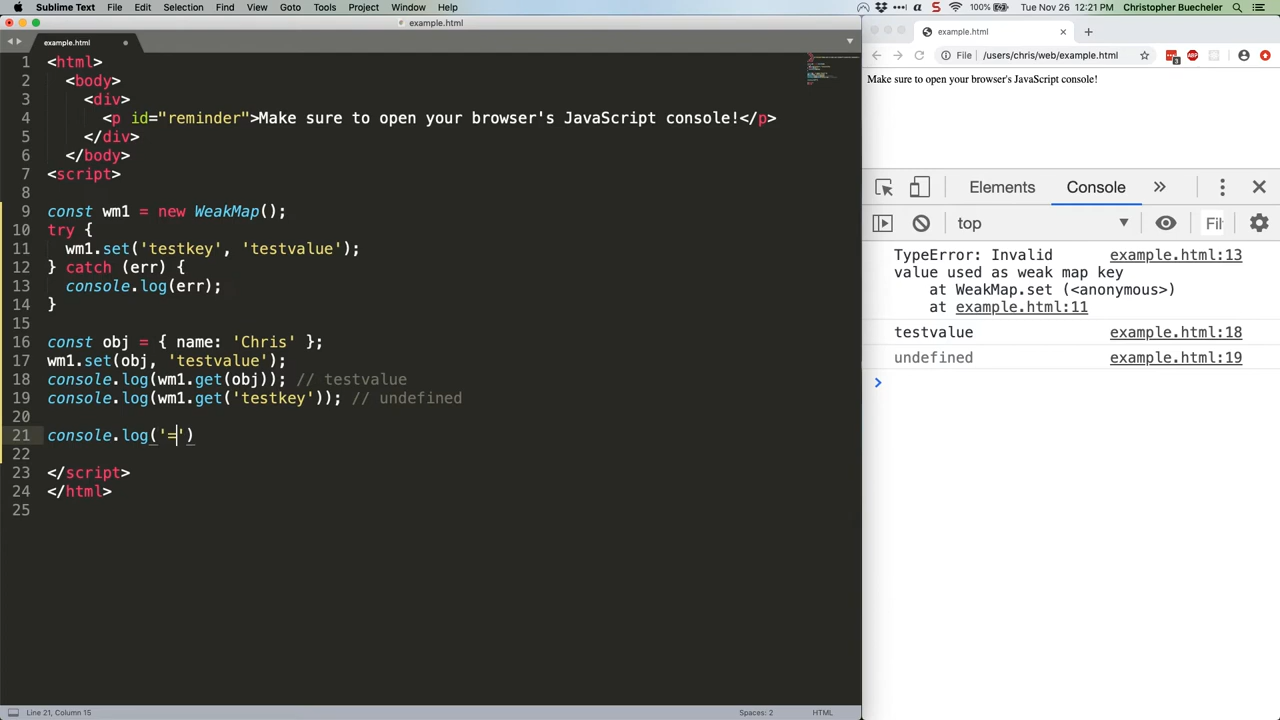 Sublime Text File Edit Selection Find View Goto Tools Project Window Help
100% Tue Nov 26 12:21 PM Christopher Buecheler
example.html
example.html
1 <html>
2 <body>
3 <div>
4 <p id="reminder">Make sure to open your browser's JavaScript console!</p>
5 </div>
6 </body>
7 <script>
8
9 const wm1 = new WeakMap();
10 try {
11 wm1.set('testkey', 'testvalue');
12 } catch (err) {
13 console.log(err);
14 }
15
16 const obj = { name: 'Chris' };
17 wm1.set(obj, 'testvalue');
18 console.log(wm1.get(obj)); // testvalue
19 console.log(wm1.get('testkey')); // undefined
20
21 console.log('=')
22
23 </script>
24 </html>
25
Line 21, Column 15
Spaces: 2 HTML
example.html
File /users/chris/web/example.html
Make sure to open your browser's JavaScript console!
Elements Console
top Fil
TypeError: Invalid example.html:13
value used as weak map key
at WeakMap.set (<anonymous>)
at example.html:11
testvalue example.html:18
undefined example.html:19